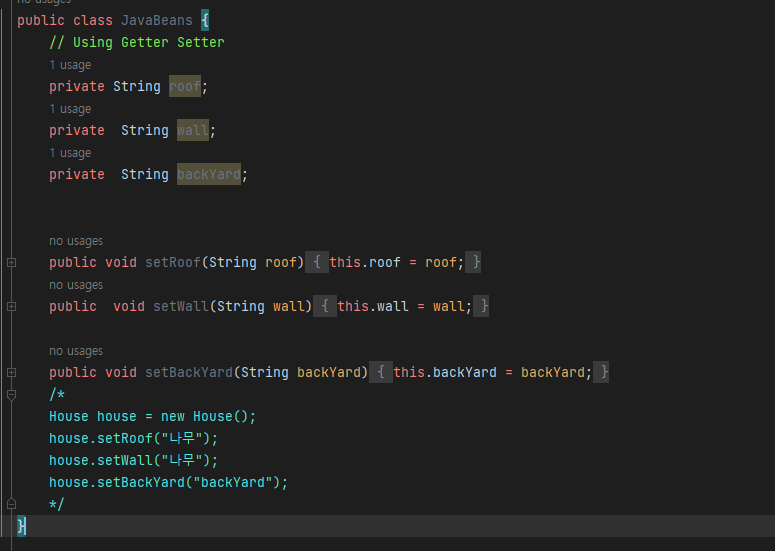 no usages
public class JavaBeans {
// Using Getter Setter
1 usage
private String roof;
1 usage
private  String wall;
1 usage
private  String backYard;
no usages
public void setRoof(String roof) { this.roof = roof; }
no usages
public  void setWall(String wall) { this.wall = wall; }
no usages
public void setBackYard(String backYard) { this.backYard = backYard; }
/*
House house = new House();
house.setRoof("나무");
house.setWall("나무");
house.setBackYard("backYard");
*/
}